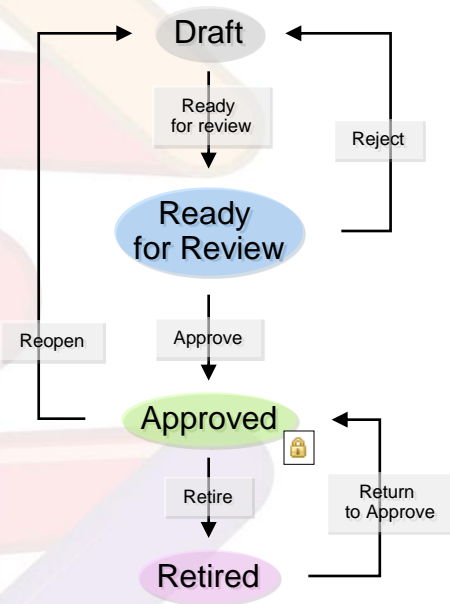 Draft
Ready
for review
Reject
Ready
for Review
Reopen
Approve
Approved
Retire
Return
to Approve
Retired